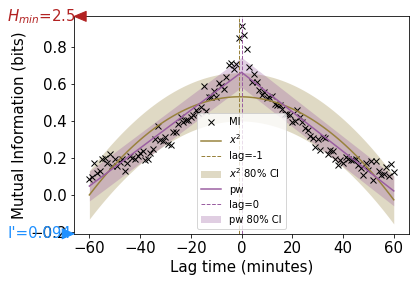 H_min=2.5
Mutual Information (bits)
0.8
0.6
0.4
0.2
0.0
MI
x²
lag=-1
x² 80% CI
pw
lag=0
pw 80% CI
−60
−40
−20
0
20
40
60
Lag time (minutes)